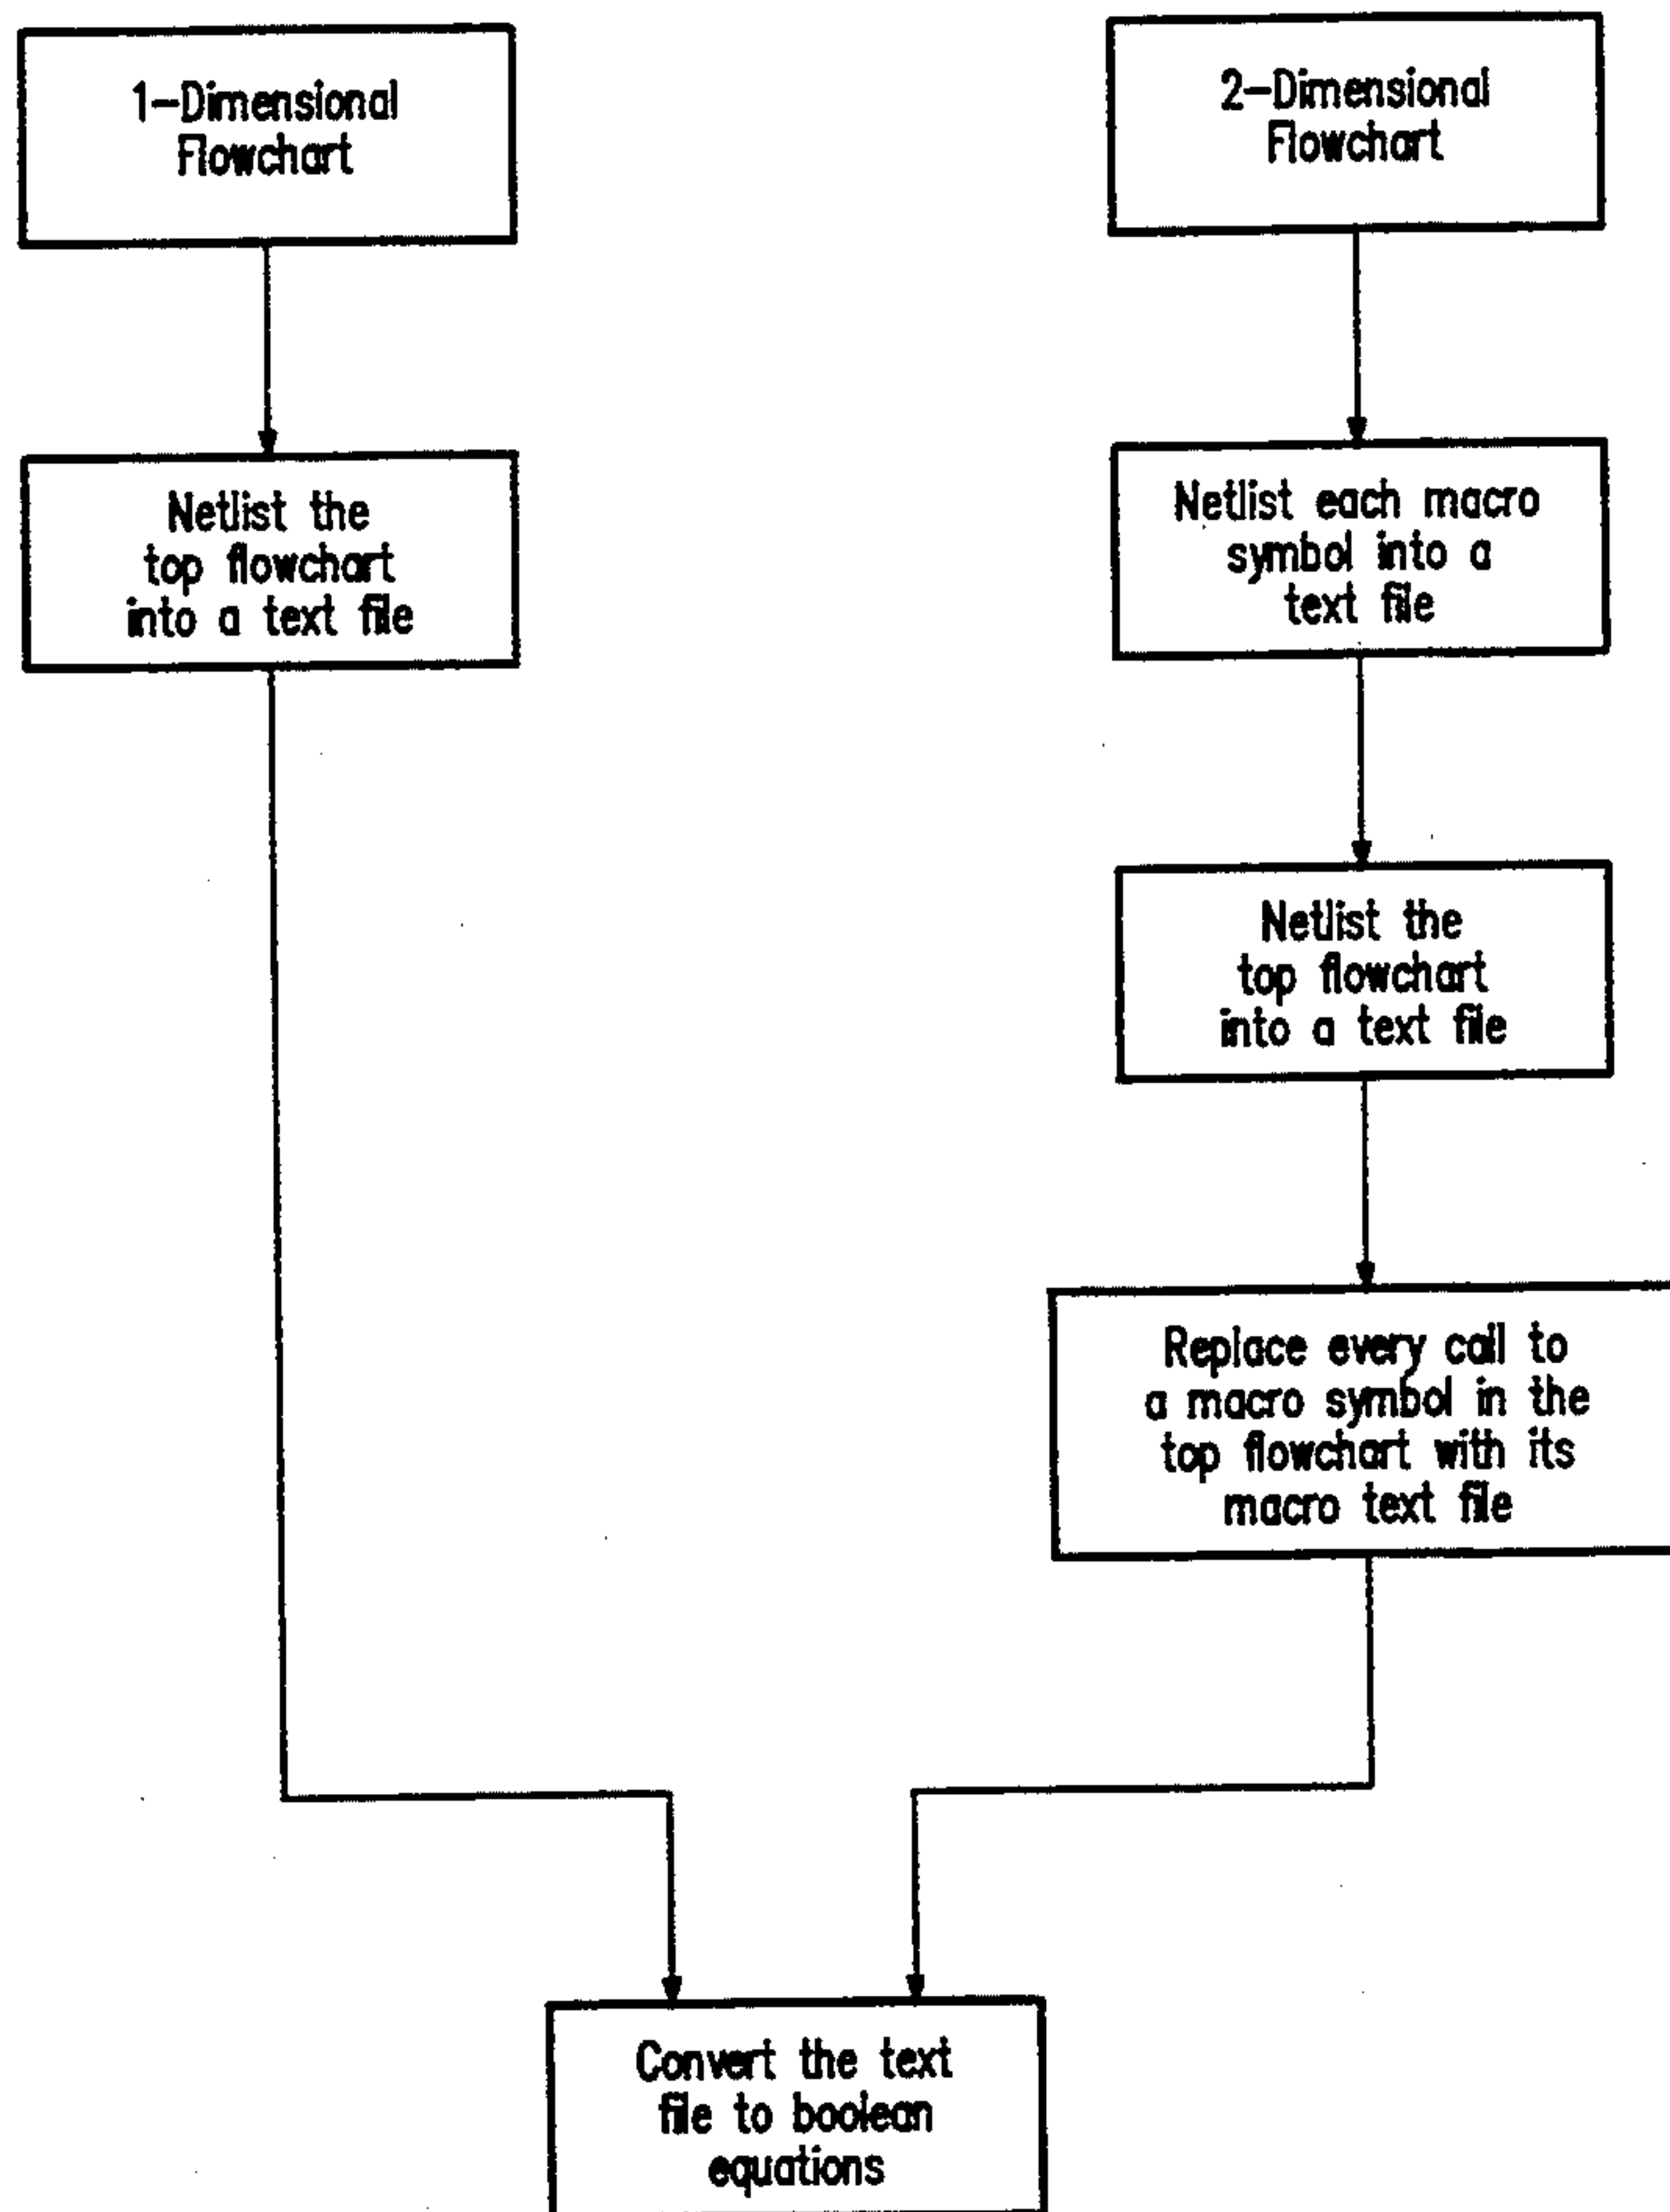 1-Dimensional
Flowchart
2-Dimensional
Flowchart
Netlist the
top flowchart
into a text file
Netlist each macro
symbol into a
text file
Netlist the
top flowchart
into a text file
Replace every call to
a macro symbol in the
top flowchart with its
macro text file
Convert the text
file to boolean
equations